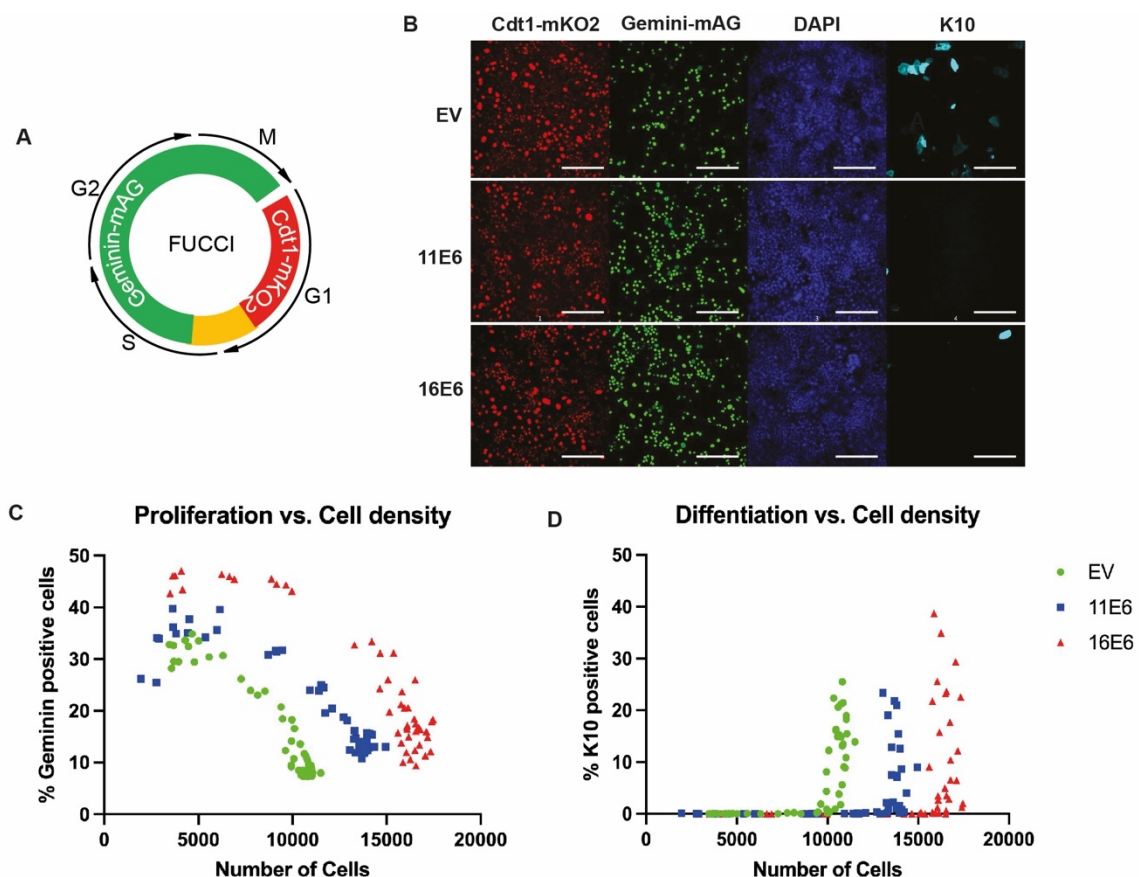 A
M
G2
Geminin-mAG
FUCCI
Cdt1-mKO2
G1
S
B
Cdt1-mKO2 Gemini-mAG DAPI K10
EV
11E6
1 3 4
16E6
C
Proliferation vs. Cell density
% Geminin positive cells
50
40
30
20
10
0
0 5000 10000 15000 20000
Number of Cells
D
Diffentiation vs. Cell density
% K10 positive cells
50
40
30
20
10
0
0 5000 10000 15000 20000
Number of Cells
EV
11E6
16E6